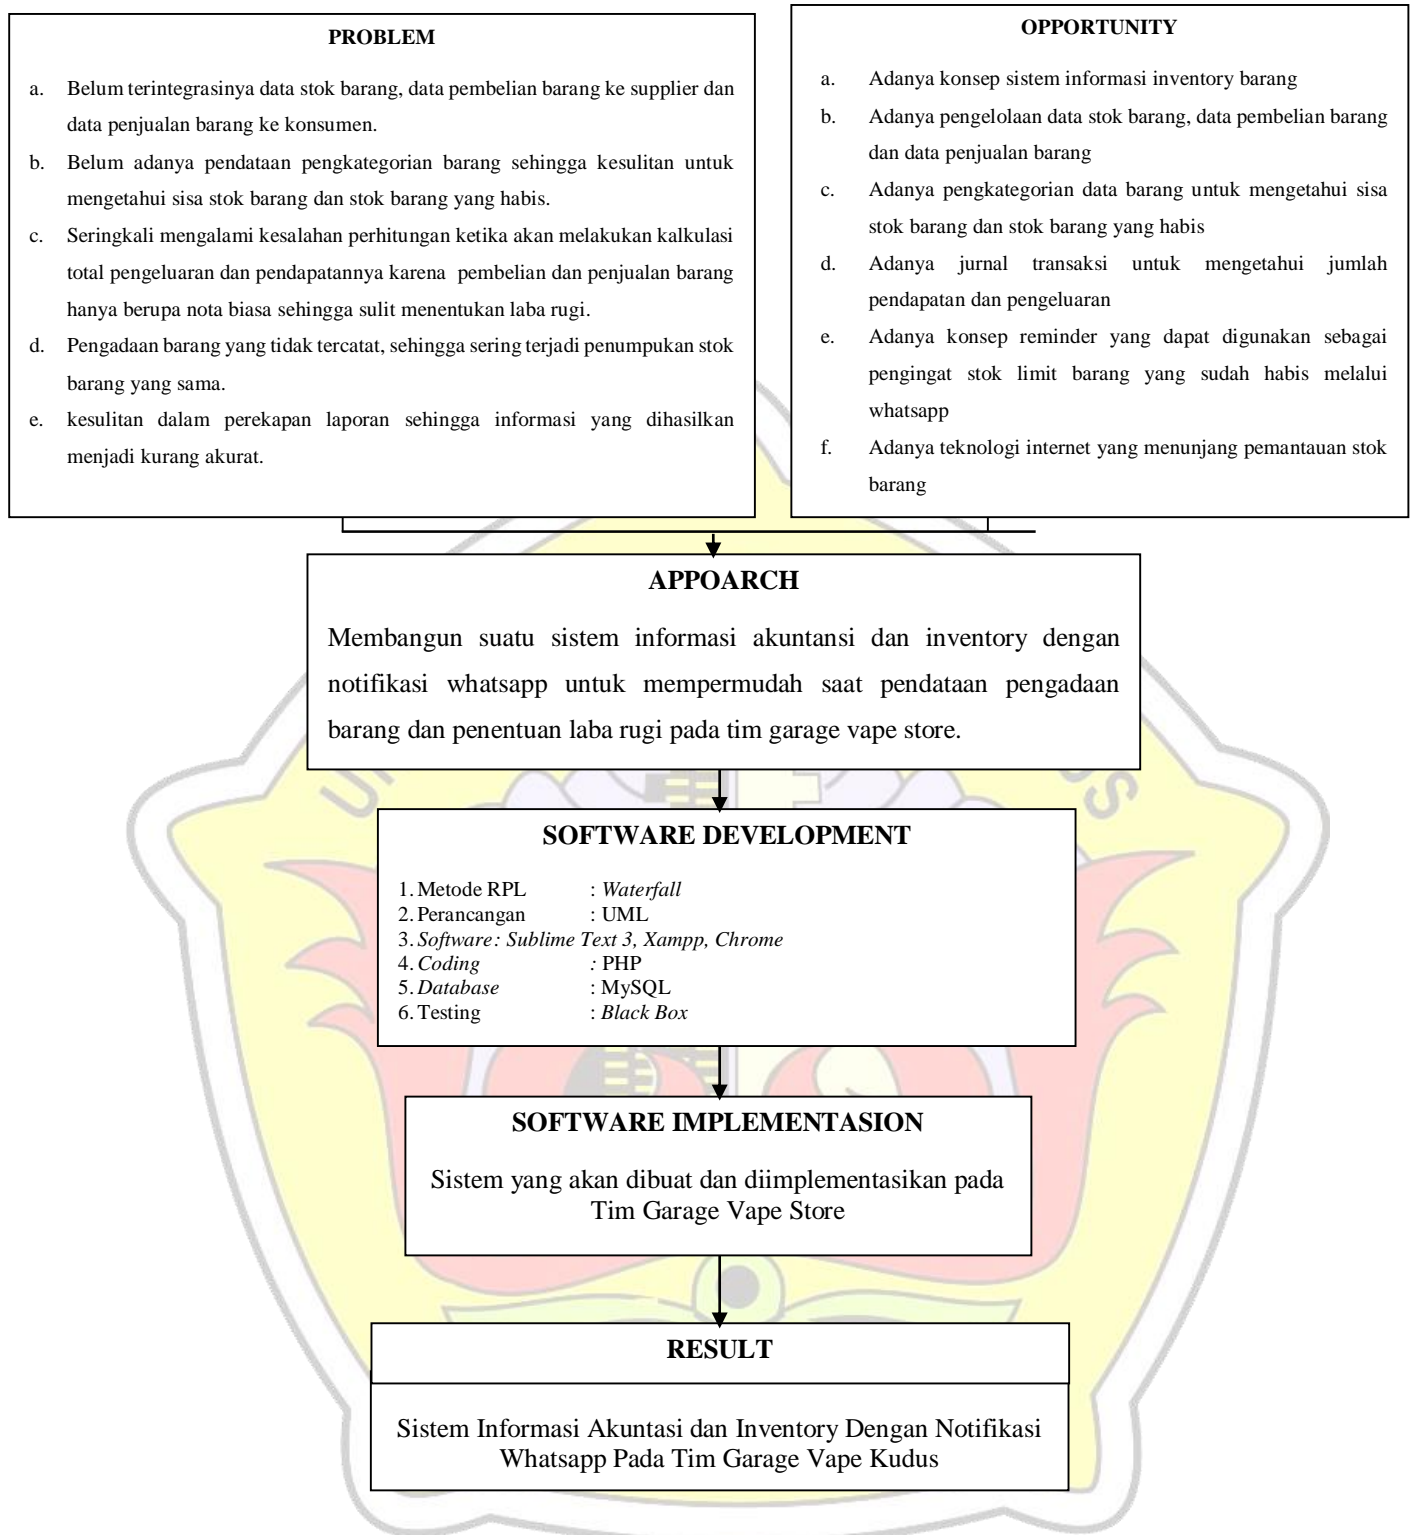 PROBLEM
a. Belum terintegrasinya data stok barang, data pembelian barang ke supplier dan
data penjualan barang ke konsumen.
b. Belum adanya pendataan pengkategorian barang sehingga kesulitan untuk
mengetahui sisa stok barang dan stok barang yang habis.
c. Seringkali mengalami kesalahan perhitungan ketika akan melakukan kalkulasi
total pengeluaran dan pendapatannya karena pembelian dan penjualan barang
hanya berupa nota biasa sehingga sulit menentukan laba rugi.
d. Pengadaan barang yang tidak tercatat, sehingga sering terjadi penumpukan stok
barang yang sama.
e. kesulitan dalam perekapan laporan sehingga informasi yang dihasilkan
menjadi kurang akurat.
OPPORTUNITY
a. Adanya konsep sistem informasi inventory barang
b. Adanya pengelolaan data stok barang, data pembelian barang
dan data penjualan barang
c. Adanya pengkategorian data barang untuk mengetahui sisa
stok barang dan stok barang yang habis
d. Adanya jurnal transaksi untuk mengetahui jumlah
pendapatan dan pengeluaran
e. Adanya konsep reminder yang dapat digunakan sebagai
pengingat stok limit barang yang sudah habis melalui
whatsapp
f. Adanya teknologi internet yang menunjang pemantauan stok
barang
APPOARCH
Membangun suatu sistem informasi akuntansi dan inventory dengan
notifikasi whatsapp untuk mempermudah saat pendataan pengadaan
barang dan penentuan laba rugi pada tim garage vape store.
SOFTWARE DEVELOPMENT
1. Metode RPL : Waterfall
2. Perancangan : UML
3. Software: Sublime Text 3, Xampp, Chrome
4. Coding : PHP
5. Database : MySQL
6. Testing : Black Box
SOFTWARE IMPLEMENTASION
Sistem yang akan dibuat dan diimplementasikan pada
Tim Garage Vape Store
RESULT
Sistem Informasi Akuntasi dan Inventory Dengan Notifikasi
Whatsapp Pada Tim Garage Vape Kudus